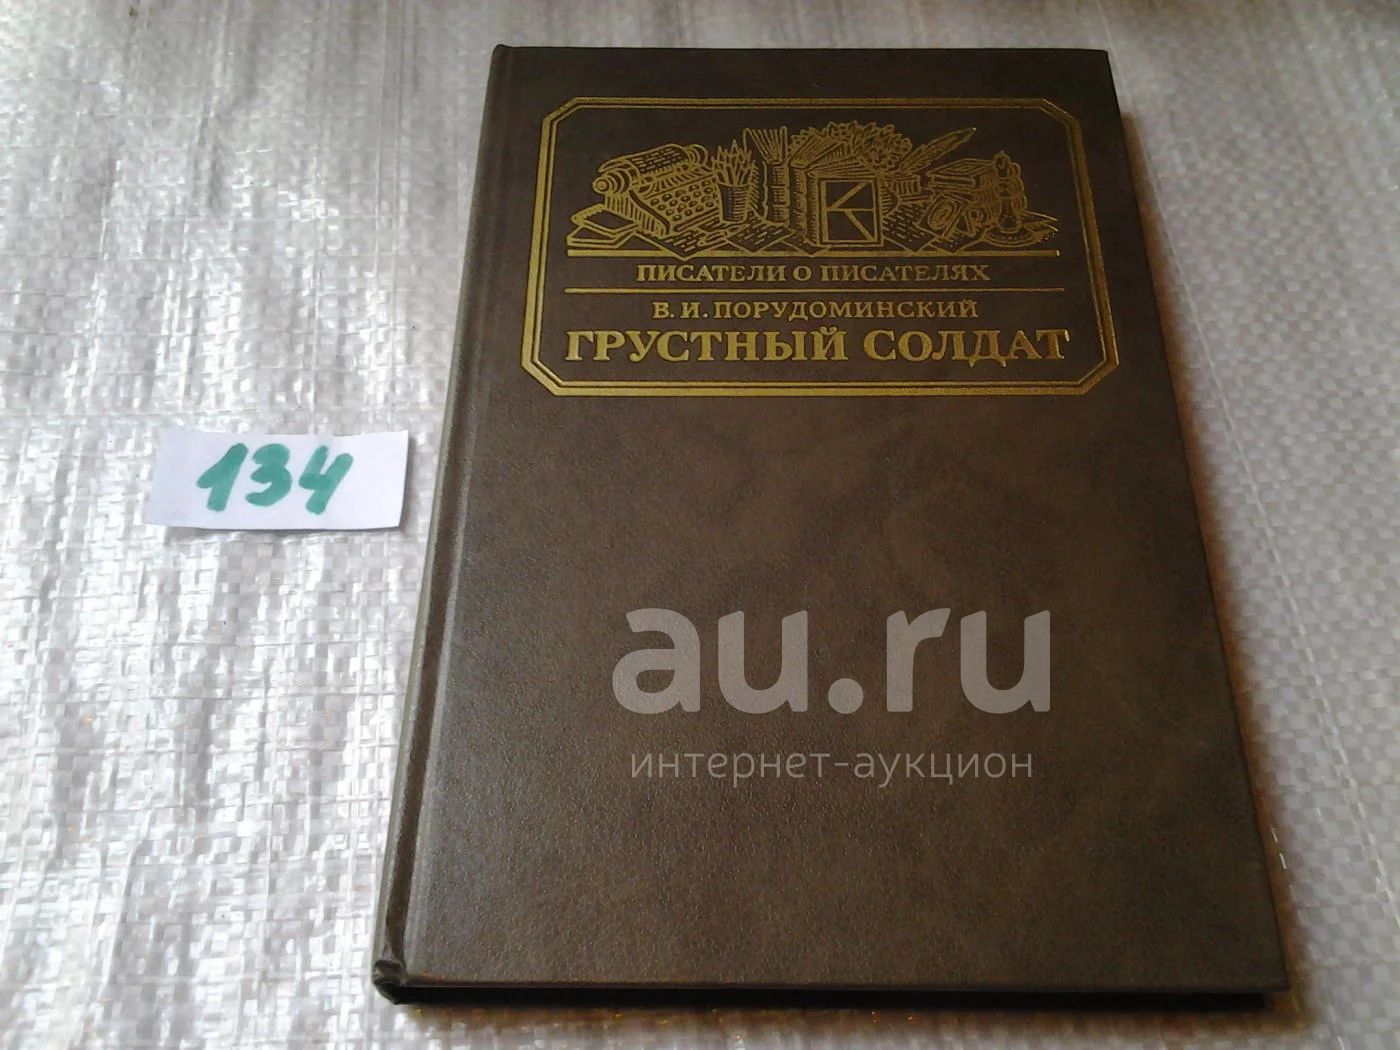 ПИСАТЕЛИ О ПИСАТЕЛЯХ
В. И. ПОРУДОМИНСКИЙ
ГРУСТНЫЙ СОЛДАТ
134
au.ru
интернет-аукцион